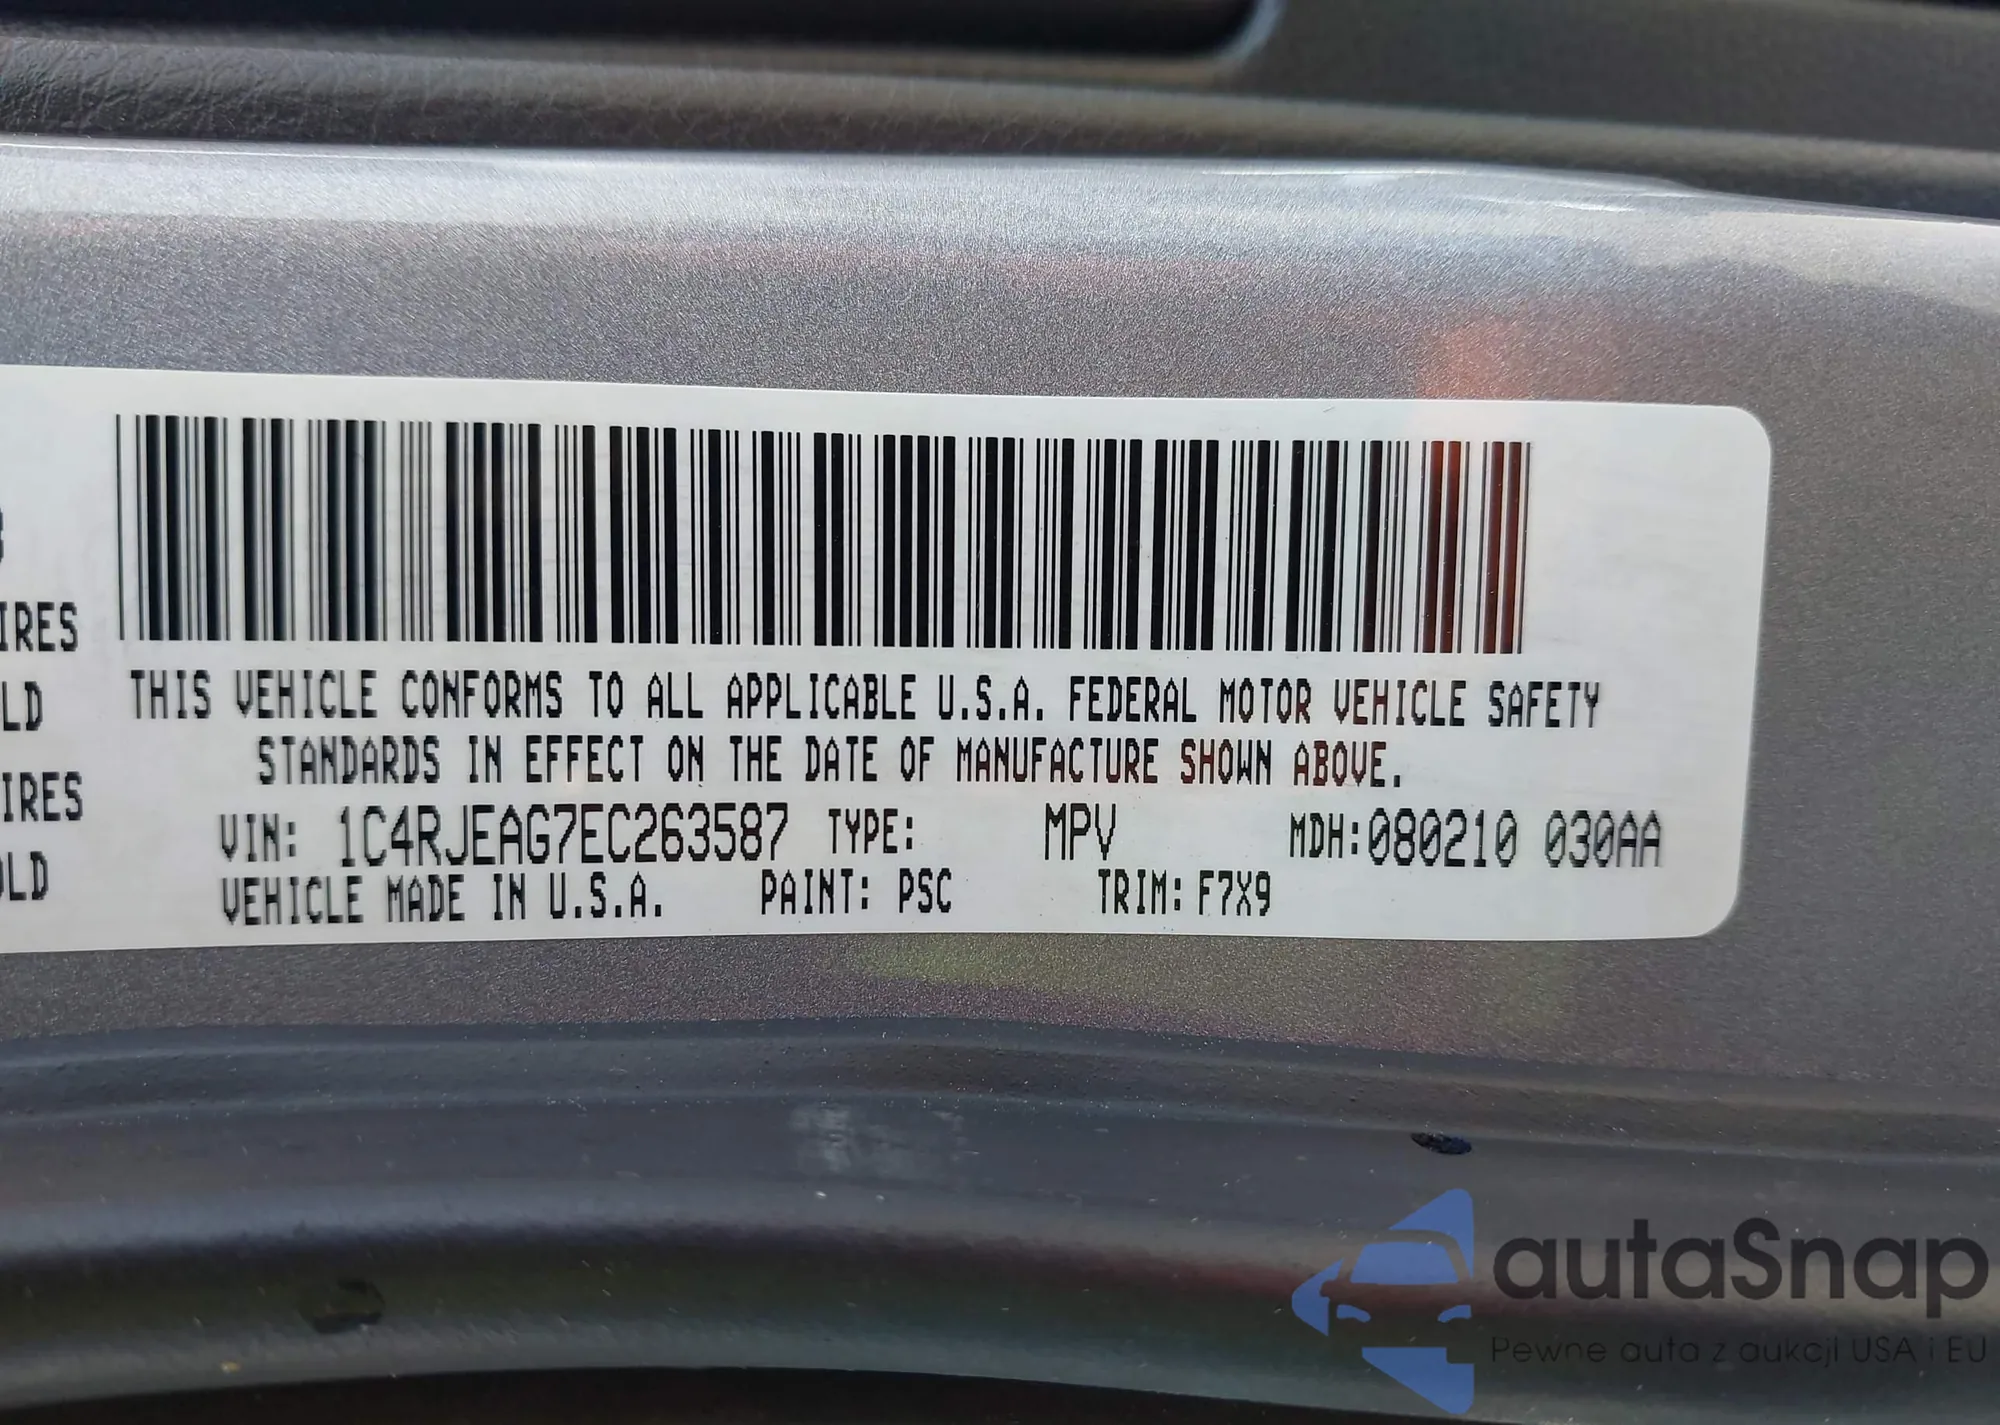 IRES
THIS VEHICLE CONFORMS TO ALL APPLICABLE U.S.A. FEDERAL MOTOR VEHICLE SAFETY
LD
STANDARDS IN EFFECT ON THE DATE OF MANUFACTURE SHOWN ABOVE.
IRES
VIN: 1C4RJEAG7EC263587 TYPE: MPV MDH:080210 030AA
LD
VEHICLE MADE IN U.S.A. PAINT: PSC TRIM: F7X9
autaSnap
Pewne auta z aukcji USA i EU